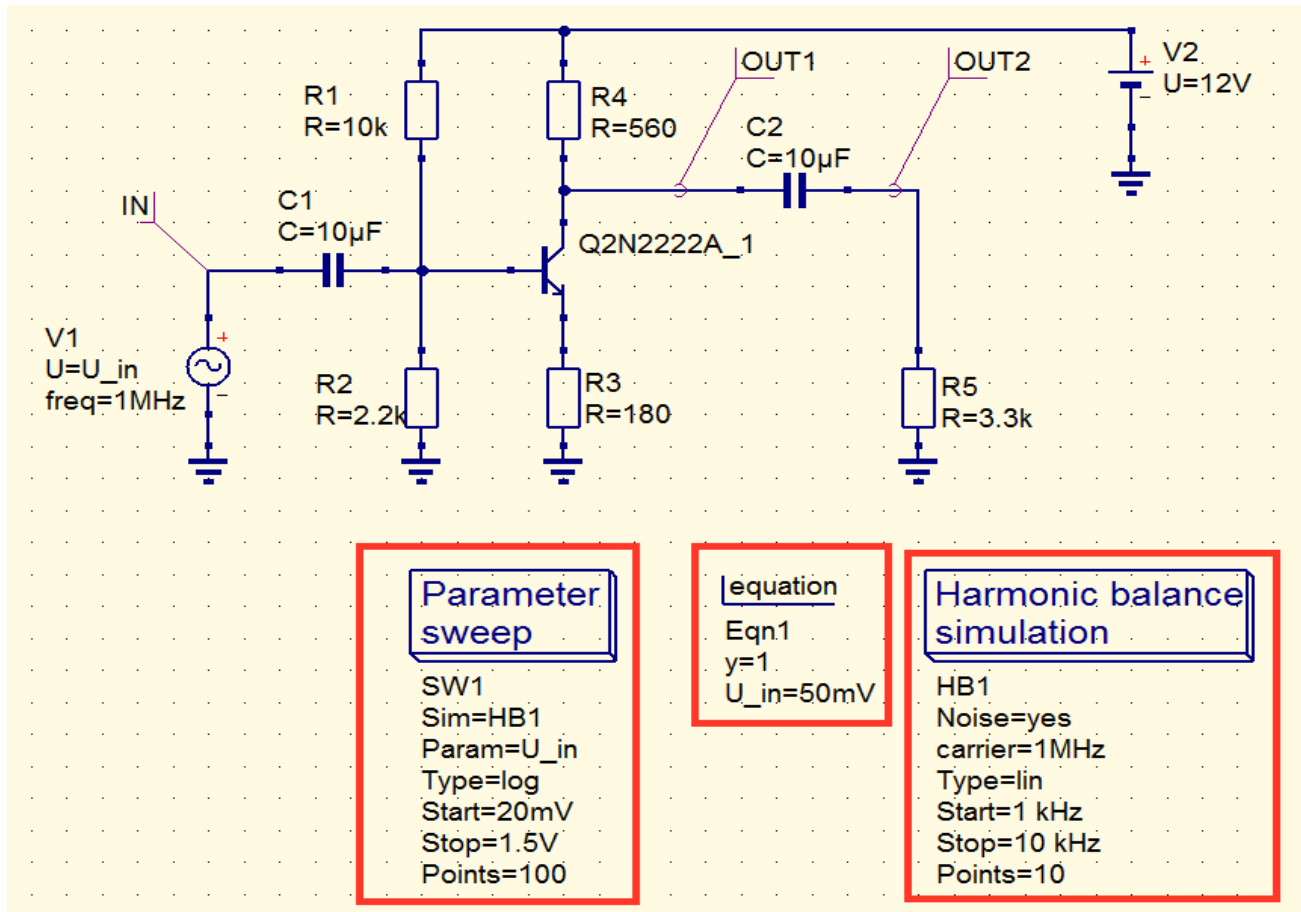 OUT1
OUT2
V2
U=12V
R1
R=10k
R4
R=560
C2
C=10µF
IN
C1
C=10µF
Q2N2222A_1
V1
U=U_in
freq=1MHz
R2
R=2.2k
R3
R=180
R5
R=3.3k
Parameter
sweep
SW1
Sim=HB1
Param=U_in
Type=log
Start=20mV
Stop=1.5V
Points=100
equation
Eqn1
y=1
U_in=50mV
Harmonic balance
simulation
HB1
Noise=yes
carrier=1MHz
Type=lin
Start=1 kHz
Stop=10 kHz
Points=10